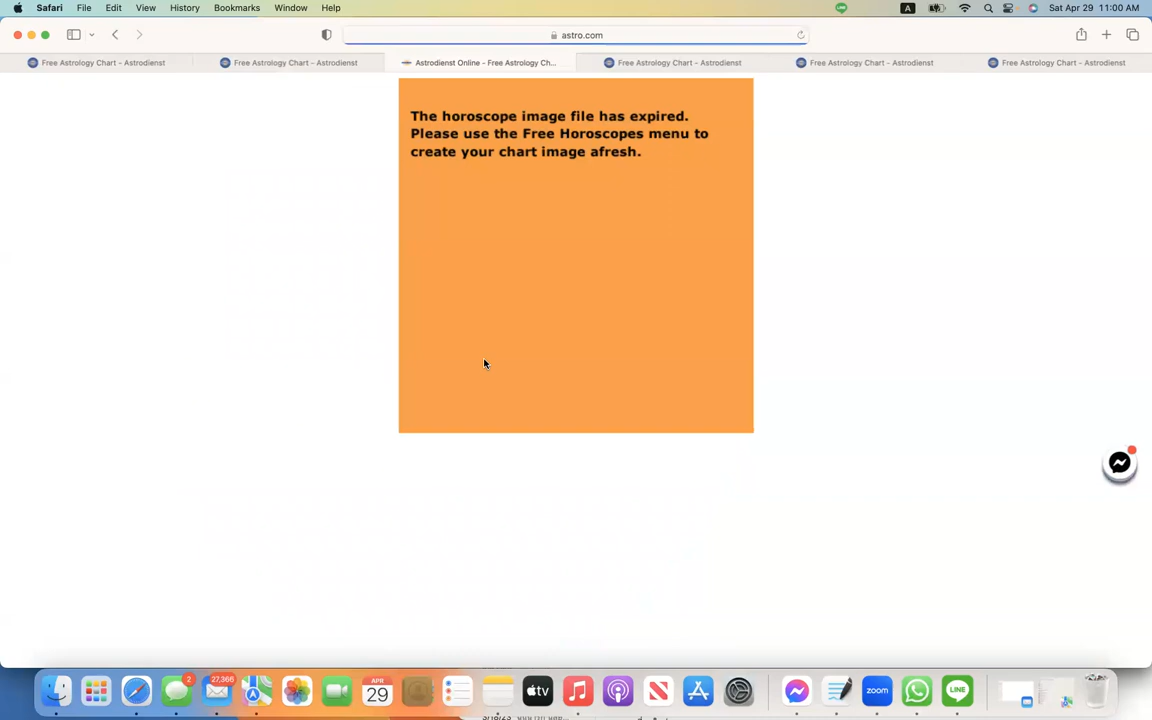 Safari File Edit View History Bookmarks Window Help A Sat Apr 29 11:00 AM
astro.com
Free Astrology Chart - Astrodienst Free Astrology Chart - Astrodienst Astrodienst Online - Free Astrology Ch... Free Astrology Chart - Astrodienst Free Astrology Chart - Astrodienst Free Astrology Chart - Astrodienst
The horoscope image file has expired.
Please use the Free Horoscopes menu to
create your chart image afresh.
2 27,366 APR 29 tv zoom LINE